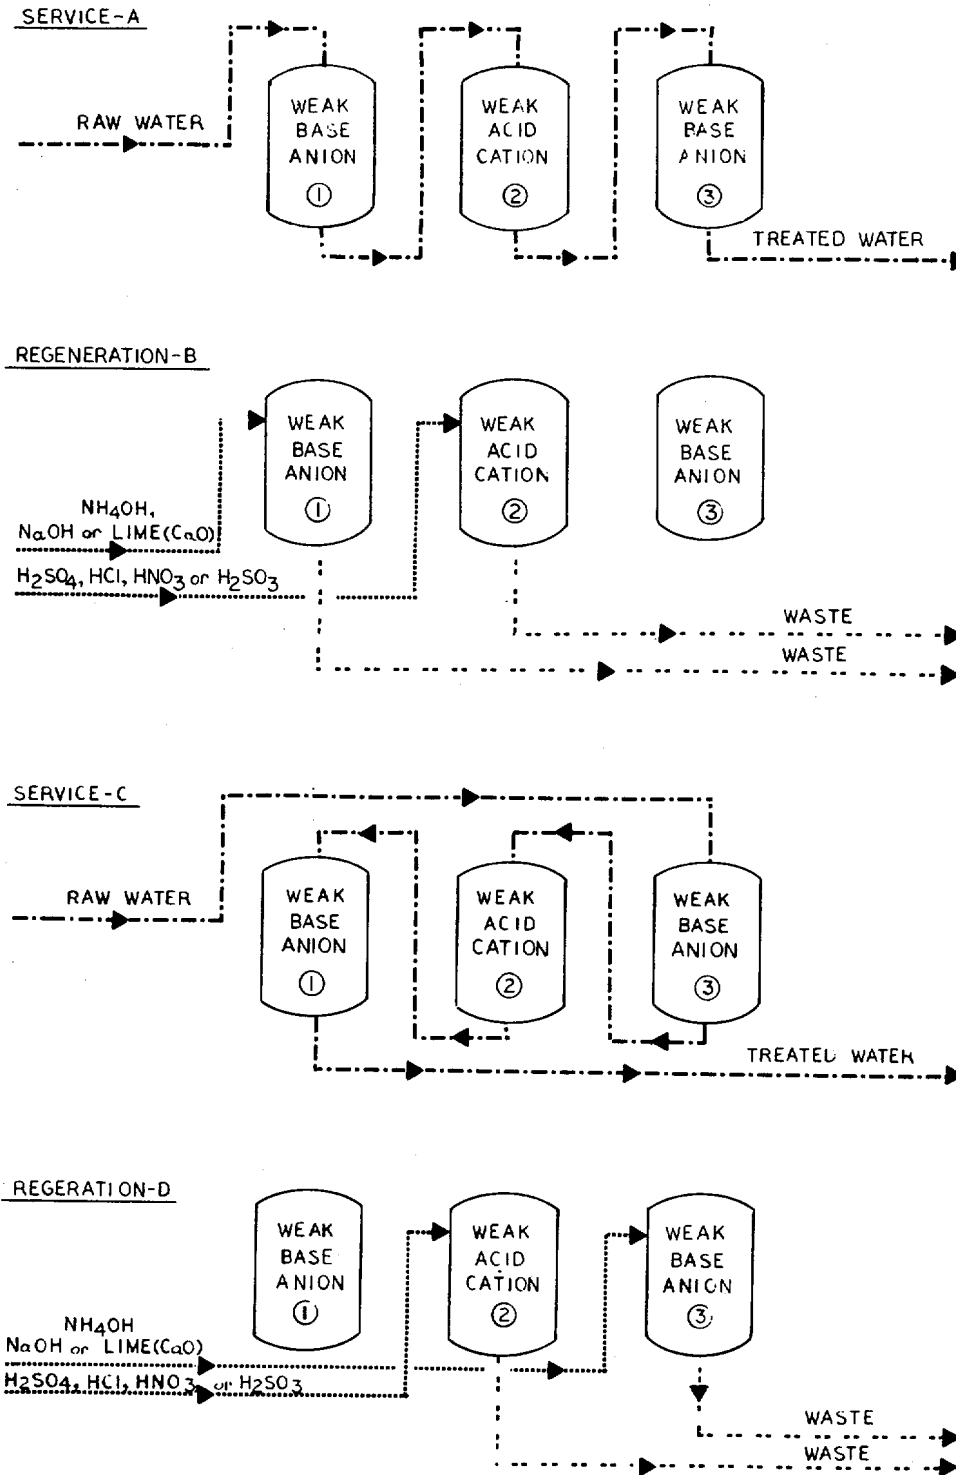 SERVICE-A
RAW WATER
WEAK
BASE
ANION
①
WEAK
ACID
CATION
②
WEAK
BASE
ANION
③
TREATED WATER
REGENERATION-B
WEAK
BASE
ANION
①
WEAK
ACID
CATION
②
WEAK
BASE
ANION
③
NH4OH,
NaOH or LIME(CaO)
H2SO4, HCl, HNO3 or H2SO3
WASTE
WASTE
SERVICE-C
RAW WATER
WEAK
BASE
ANION
①
WEAK
ACID
CATION
②
WEAK
BASE
ANION
③
TREATED WATER
REGERATION-D
WEAK
BASE
ANION
①
WEAK
ACID
CATION
②
WEAK
BASE
ANION
③
NH4OH
NaOH or LIME(CaO)
H2SO4, HCl, HNO3, or H2SO3
WASTE
WASTE